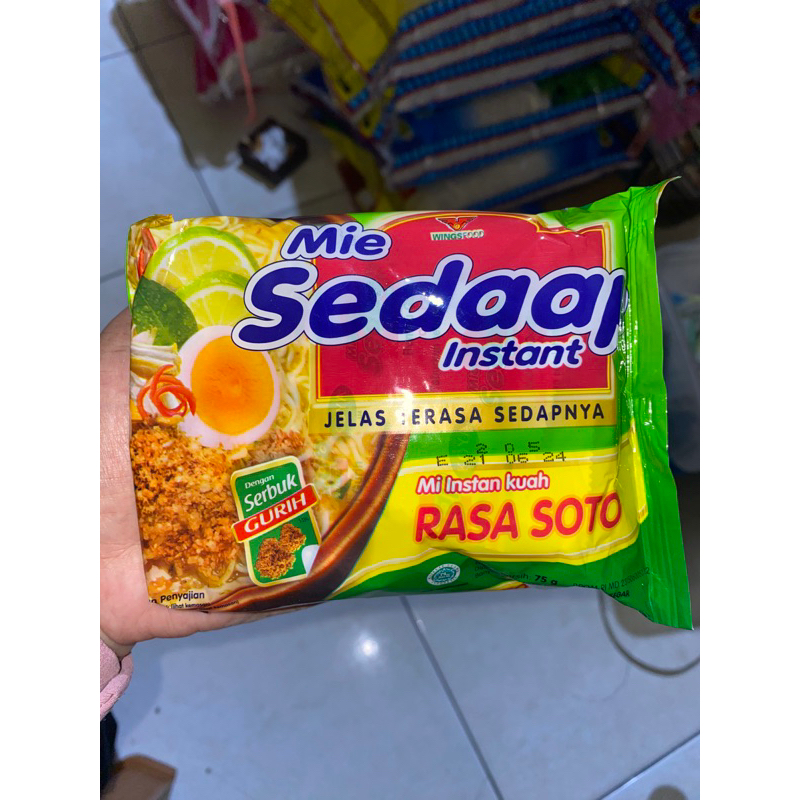 WINGSFOOD
Mie
Sedaap
Instant
JELAS TERASA SEDAPNYA
2 0 5
E 21 06 24
Mi Instan kuah
RASA SOTO
Dengan
Serbuk
GURIH
75 g
Penyajian